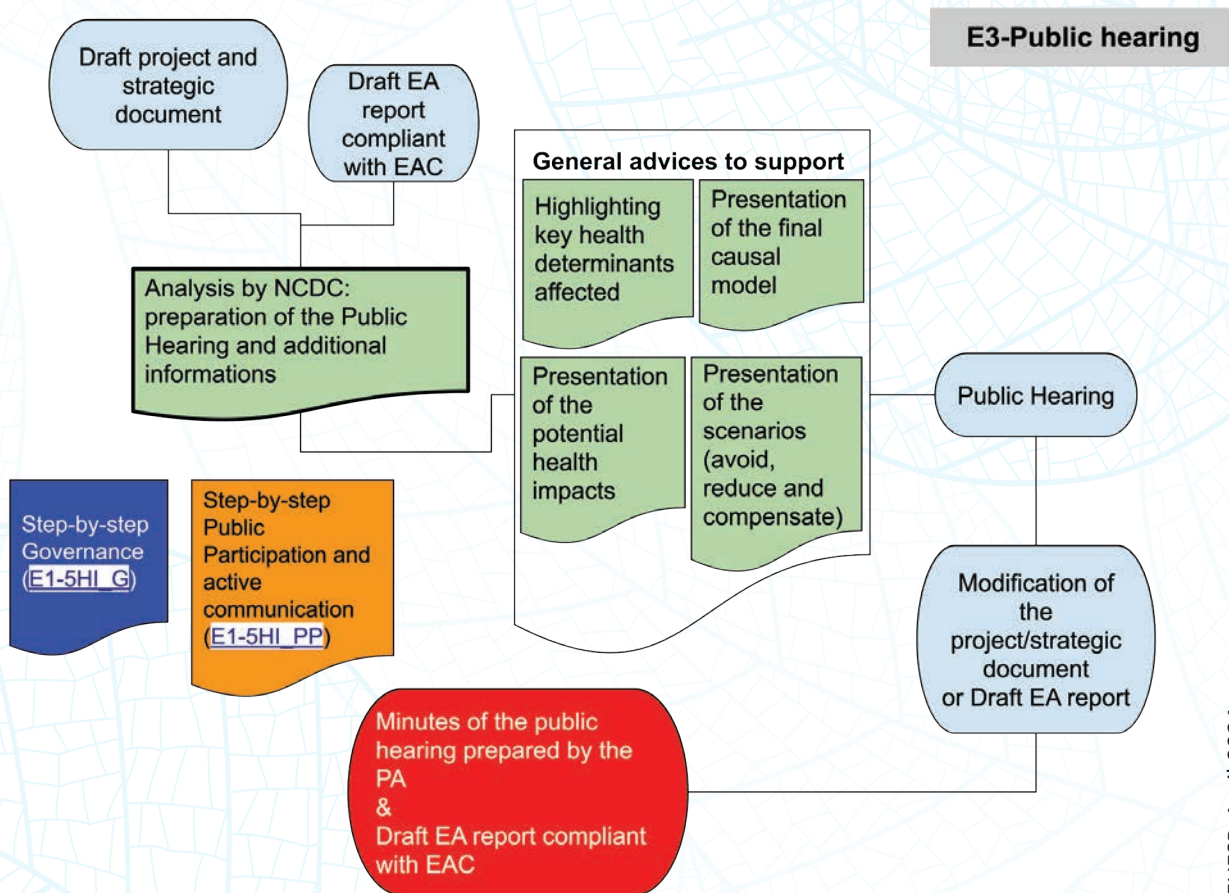 E3-Public hearing
Draft project and
strategic
document
Draft EA
report
compliant
with EAC
General advices to support
Highlighting
key health
determinants
affected
Presentation
of the final
causal
model
Analysis by NCDC:
preparation of the Public
Hearing and additional
informations
Presentation
of the
potential
health
impacts
Presentation
of the
scenarios
(avoid,
reduce and
compensate)
Public Hearing
Step-by-step
Governance
(E1-5HI_G)
Step-by-step
Public
Participation and
active
communication
(E1-5HI_PP)
Modification of
the
project/strategic
document
or Draft EA report
Minutes of the public
hearing prepared by the
PA
&
Draft EA report compliant
with EAC